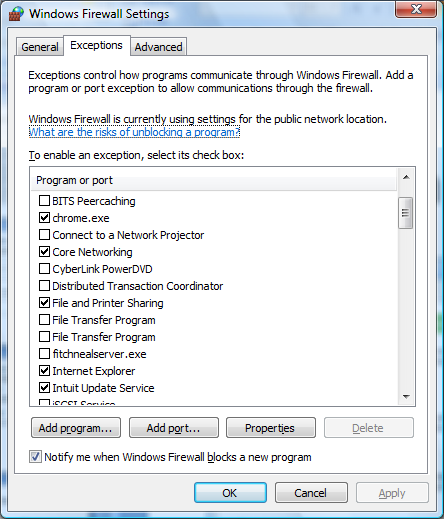 Windows Firewall Settings
General
Exceptions
Advanced
Exceptions control how programs communicate through Windows Firewall. Add a
program or port exception to allow communications through the firewall.
Windows Firewall is currently using settings for the public network location.
What are the risks of unblocking a program?
To enable an exception, select its check box:
Program or port
BITS Peercaching
chrome.exe
Connect to a Network Projector
Core Networking
CyberLink PowerDVD
Distributed Transaction Coordinator
File and Printer Sharing
File Transfer Program
File Transfer Program
fitchnealserver.exe
Internet Explorer
Intuit Update Service
iSCSI Service
Add program...
Add port...
Properties
Delete
Notify me when Windows Firewall blocks a new program
OK
Cancel
Apply